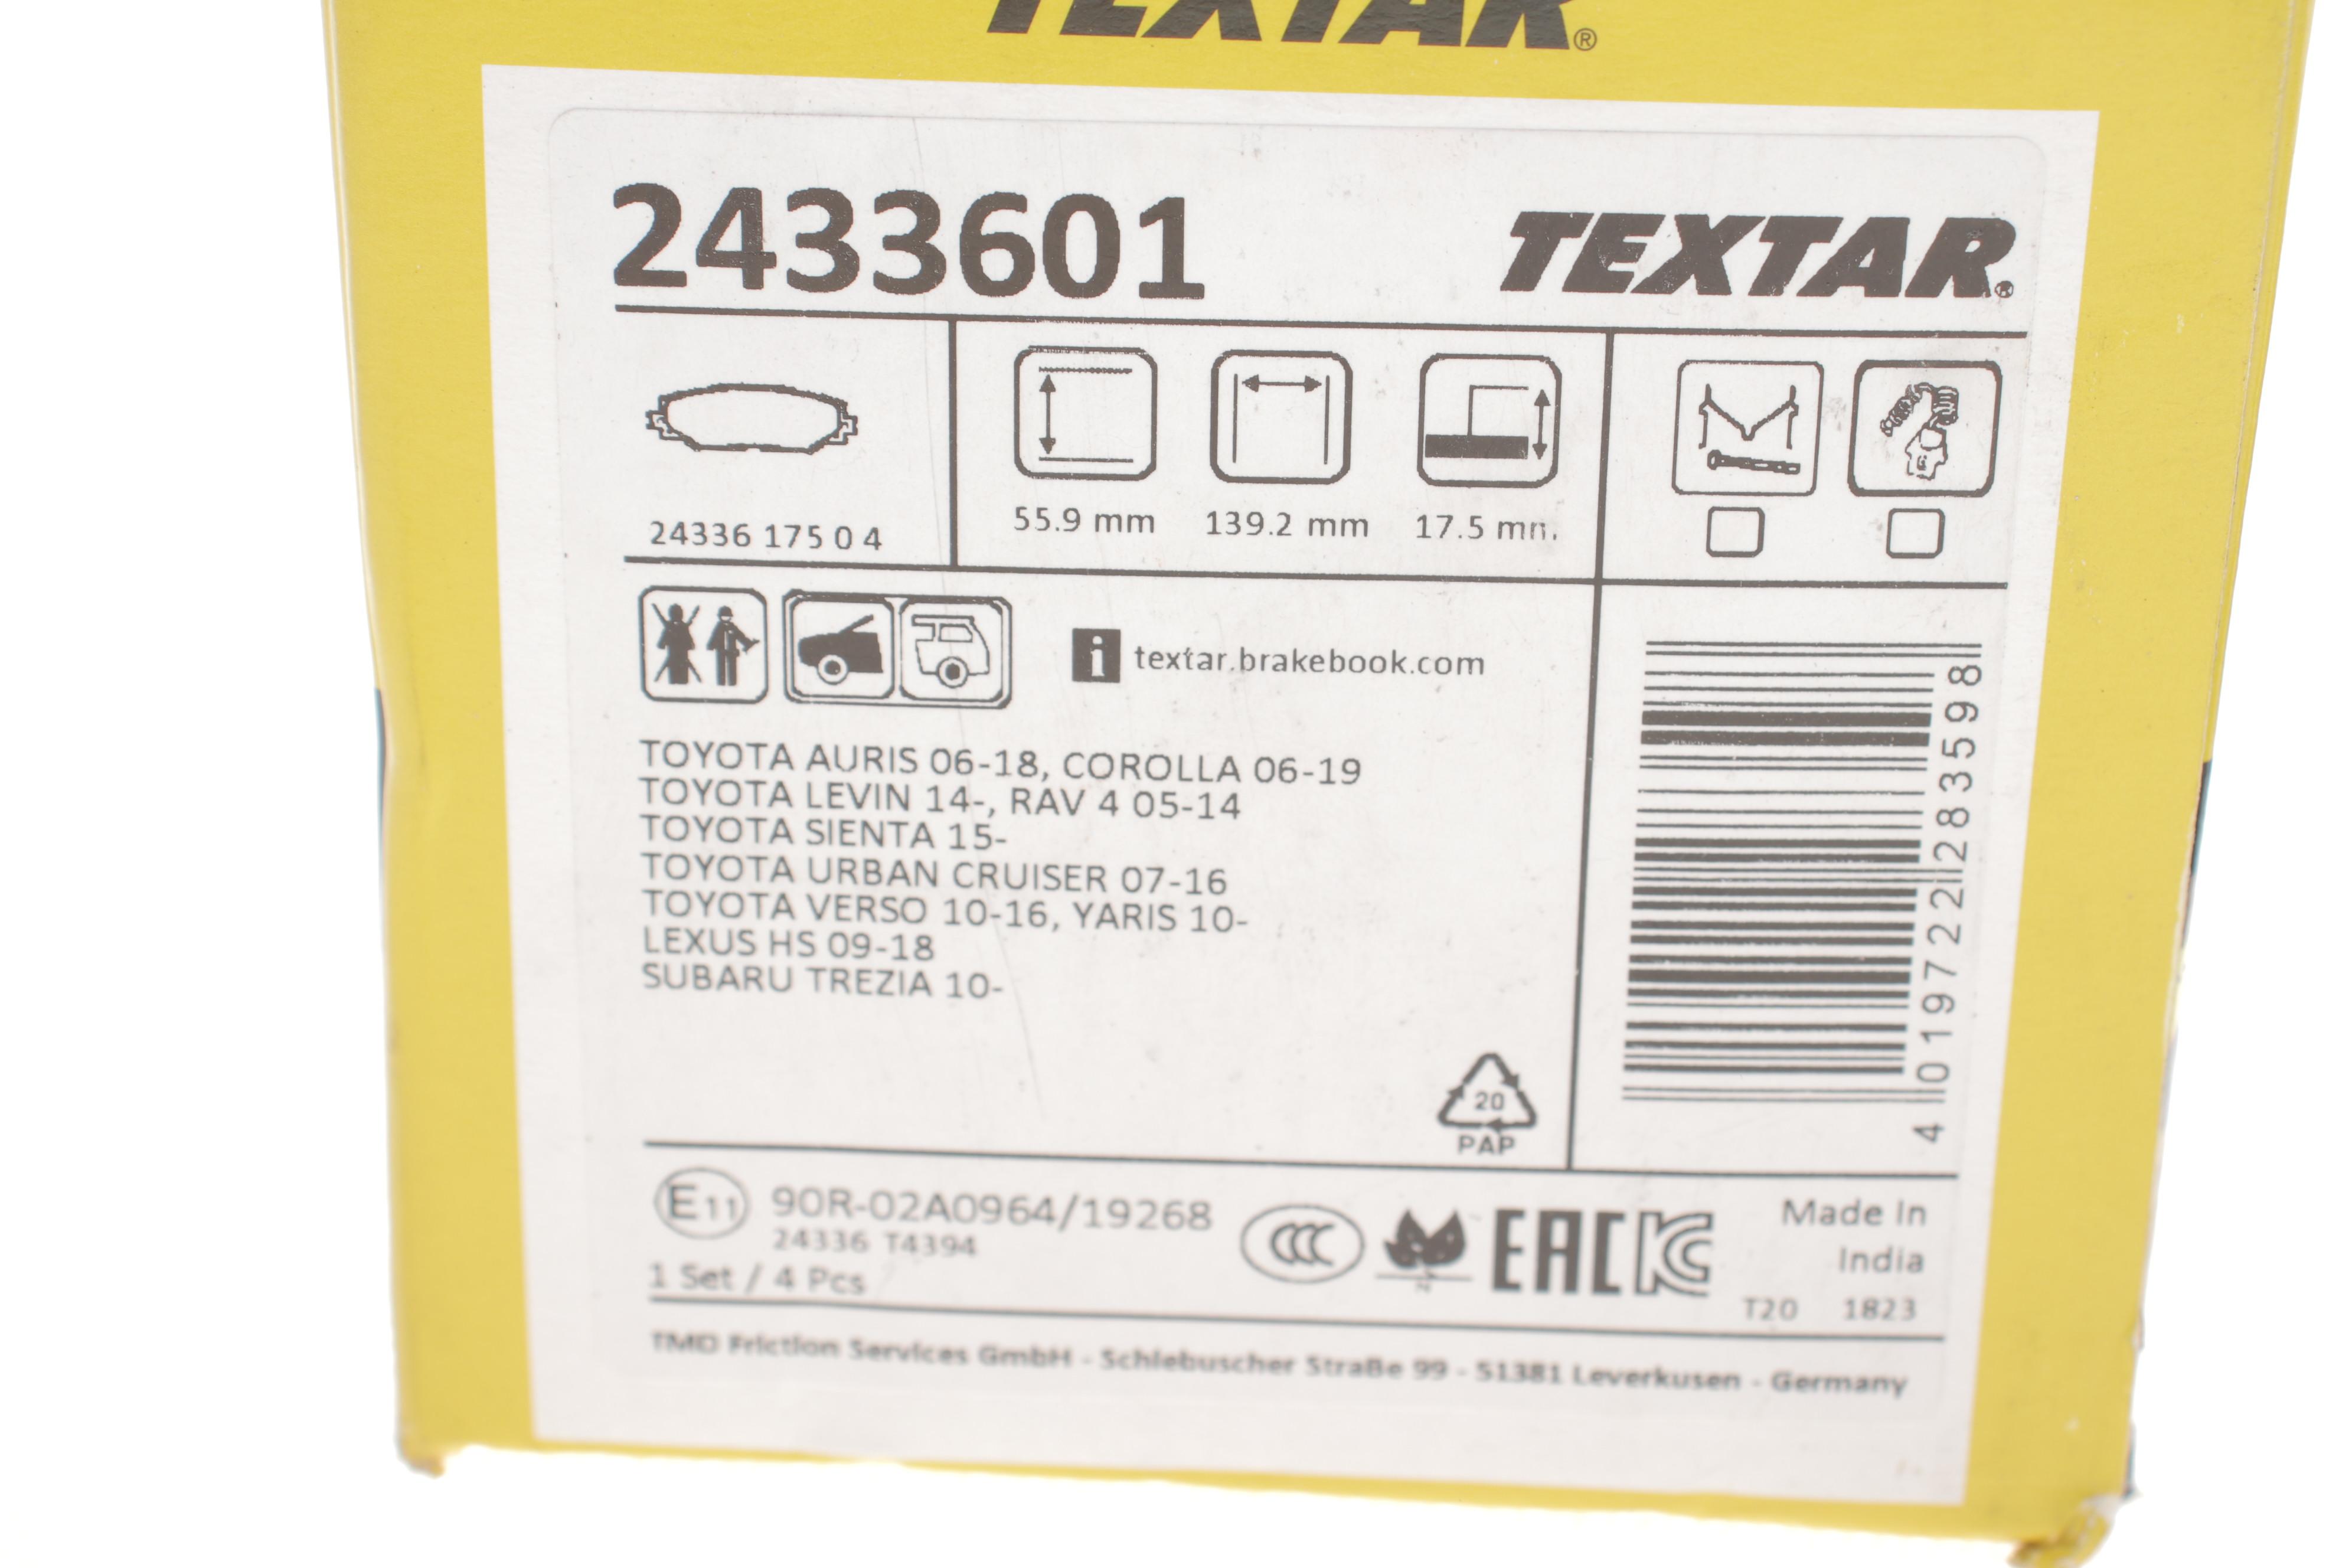 TEXTAR®
2433601
TEXTAR®
24336 175 0 4
55.9 mm
139.2 mm
17.5 mm
i textar.brakebook.com
TOYOTA AURIS 06-18, COROLLA 06-19
TOYOTA LEVIN 14-, RAV 4 05-14
TOYOTA SIENTA 15-
TOYOTA URBAN CRUISER 07-16
TOYOTA VERSO 10-16, YARIS 10-
LEXUS HS 09-18
SUBARU TREZIA 10-
4 019722 283598
20
PAP
E11 90R-02A0964/19268
24336 T4394
1 Set / 4 Pcs
CCC
EAC
KC
Made In
India
T20 1823
TMD Friction Services GmbH - Schlebuscher Straße 99 - 51381 Leverkusen - Germany